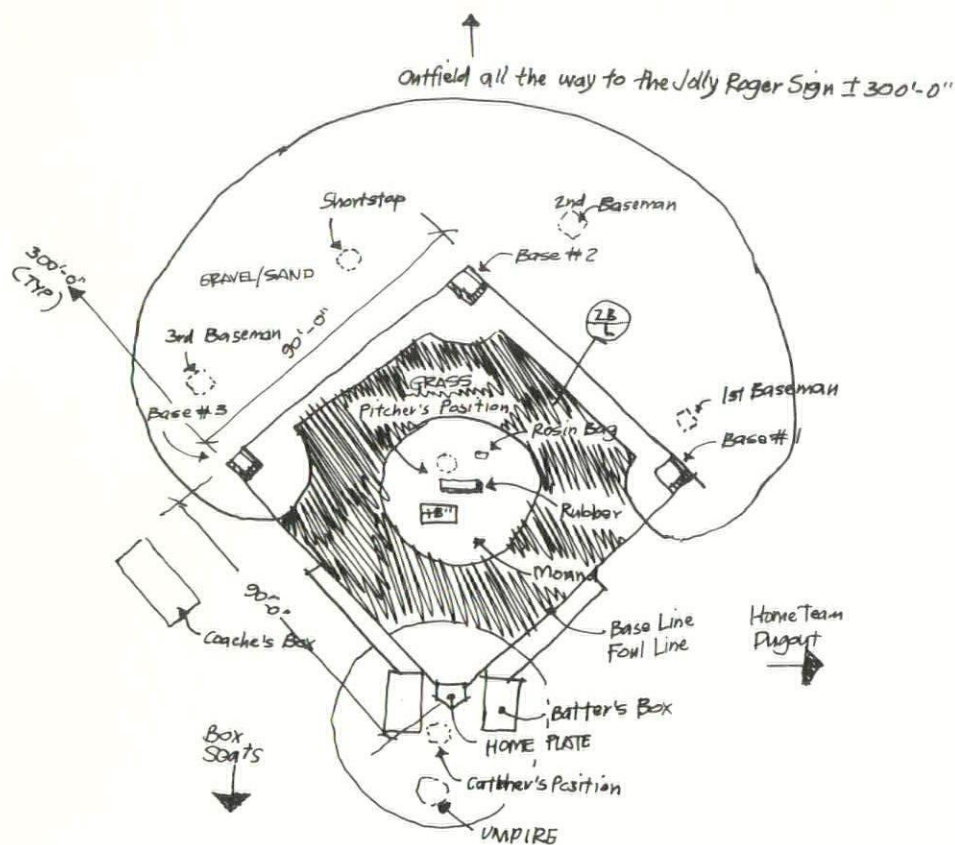 Outfield all the way to the Jolly Roger Sign ± 300'-0"
Shortstop
2nd Baseman
Base #2
300'-0"
(TYP)
GRAVEL/SAND
90'-0"
2B
6
3rd Baseman
GRASS
1st Baseman
Pitcher's Position
Base #3
Rosin Bag
Base #1
Rubber
+8"
Mound
90'-0"
Coache's Box
Base Line
Foul Line
Home Team
Dugout
Batter's Box
Box
Seats
HOME PLATE
Catcher's Position
UMPIRE